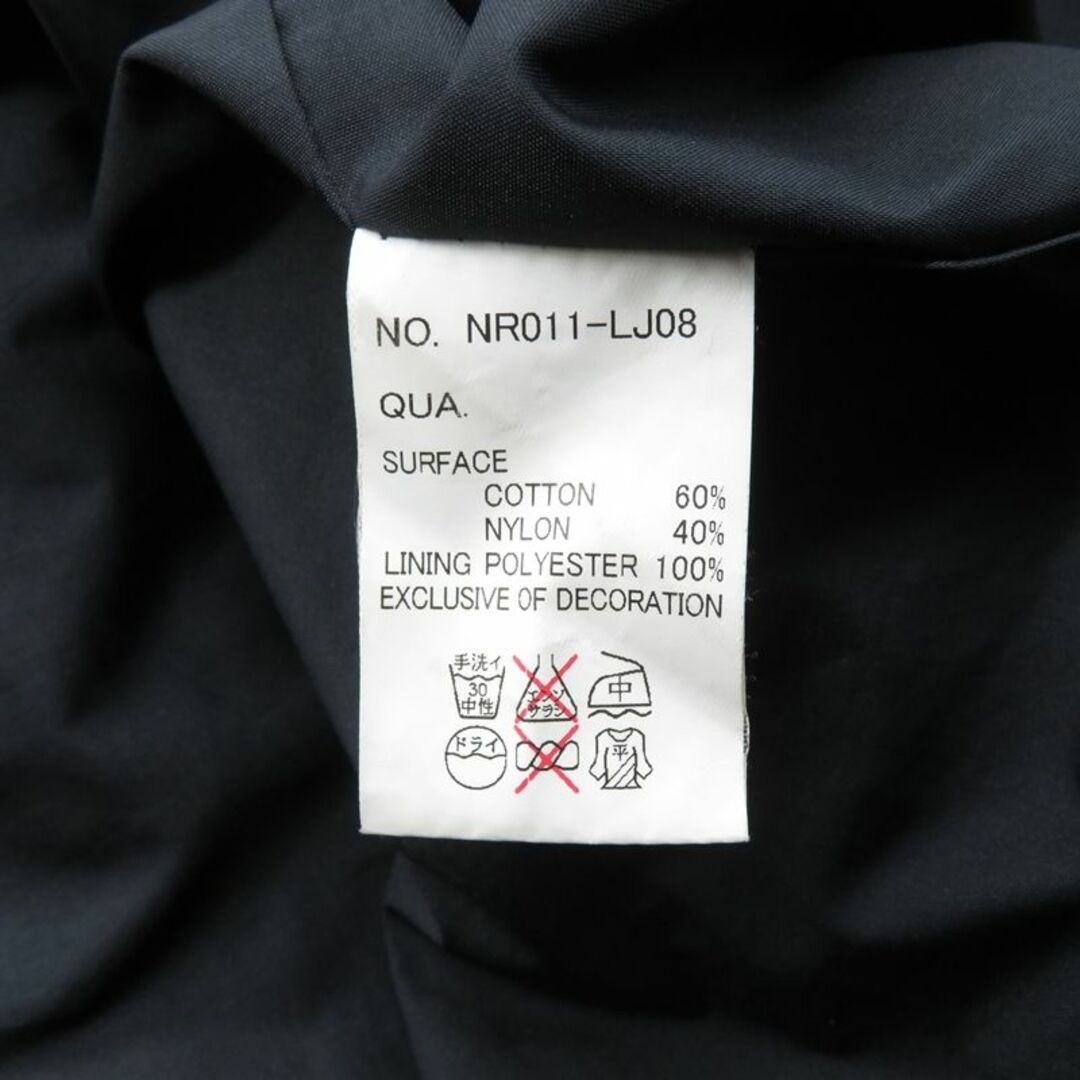 NO. NR011-LJ08
QUA.
SURFACE
COTTON 60%
NYLON 40%
LINING POLYESTER 100%
EXCLUSIVE OF DECORATION
手洗イ
30
中性
エンソ
サラシ
中
ドライ
平